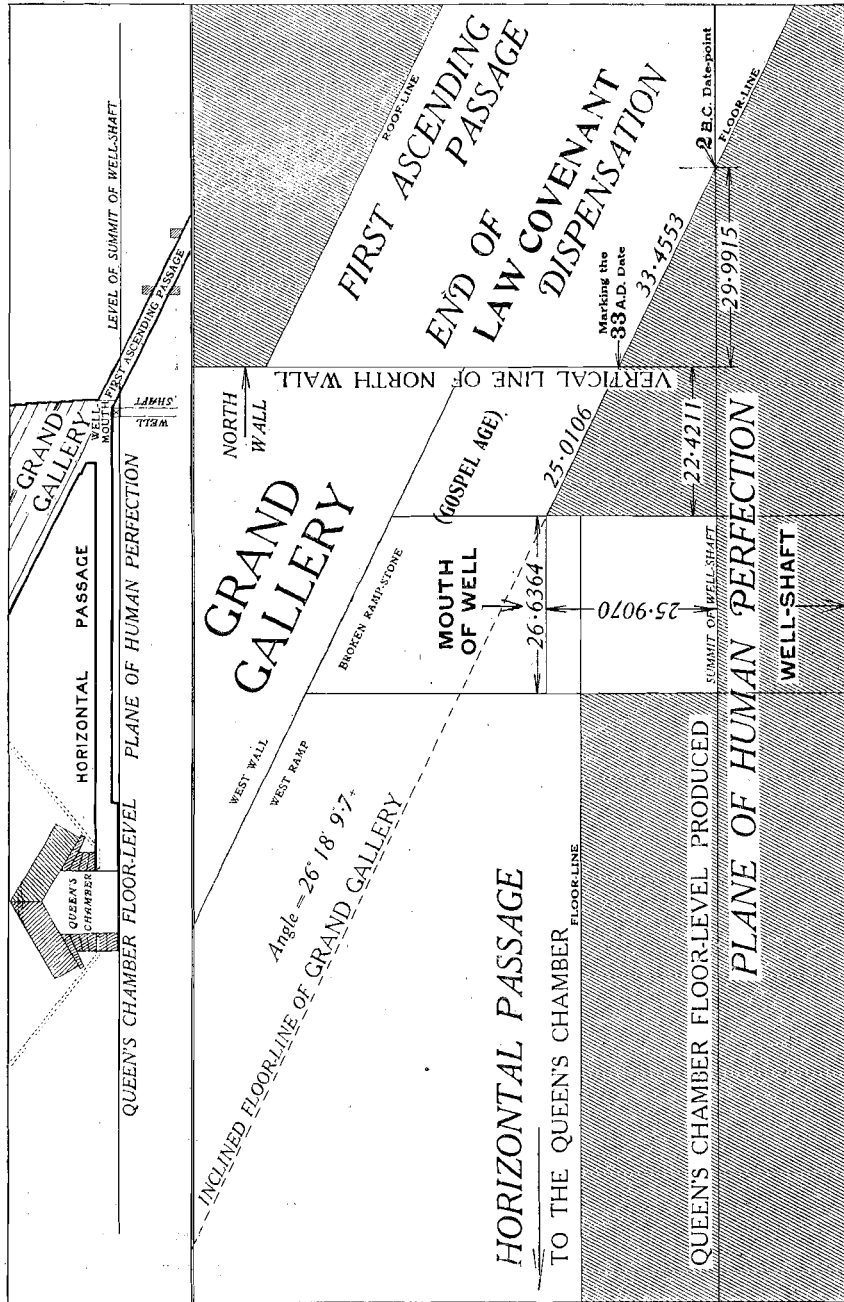 QUEEN'S
CHAMBER
HORIZONTAL PASSAGE
GRAND
GALLERY
WELL-
MOUTH
FIRST ASCENDING PASSAGE
WELL
SHAFT
LEVEL OF SUMMIT OF WELL-SHAFT
QUEEN'S CHAMBER FLOOR-LEVEL PLANE OF HUMAN PERFECTION
GRAND
GALLERY
NORTH
WALL
WEST WALL
WEST RAMP
BROKEN RAMP-STONE
Angle = 26° 18' 9·7"+
INCLINED FLOOR-LINE OF GRAND GALLERY
ROOF-LINE
FIRST ASCENDING
PASSAGE
END OF
LAW COVENANT
DISPENSATION
VERTICAL LINE OF NORTH WALL
Marking the
33 A.D. Date
33·4553
2 B.C. Date-point
FLOOR-LINE
29·9915
(GOSPEL AGE)
25·0106
22·4211
MOUTH
OF WELL
26·6364
25·9070
SUMMIT OF WELL-SHAFT
WELL-SHAFT
HORIZONTAL PASSAGE
TO THE QUEEN'S CHAMBER
FLOOR-LINE
QUEEN'S CHAMBER FLOOR-LEVEL PRODUCED
PLANE OF HUMAN PERFECTION